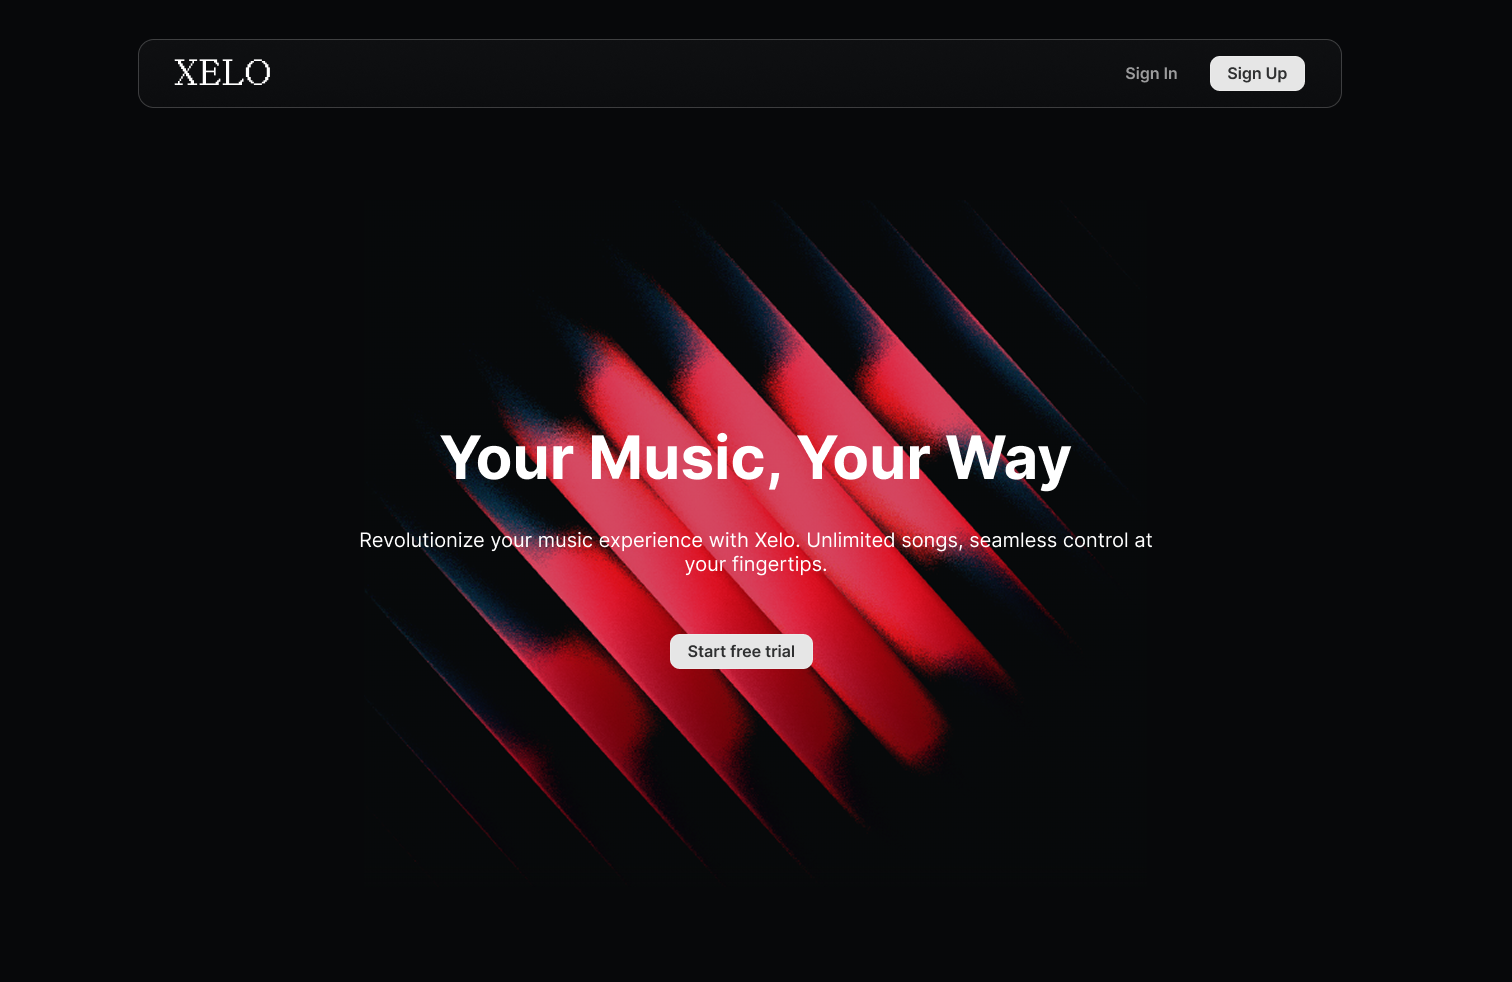 XELO
Sign In
Sign Up
Your Music, Your Way
Revolutionize your music experience with Xelo. Unlimited songs, seamless control at
your fingertips.
Start free trial